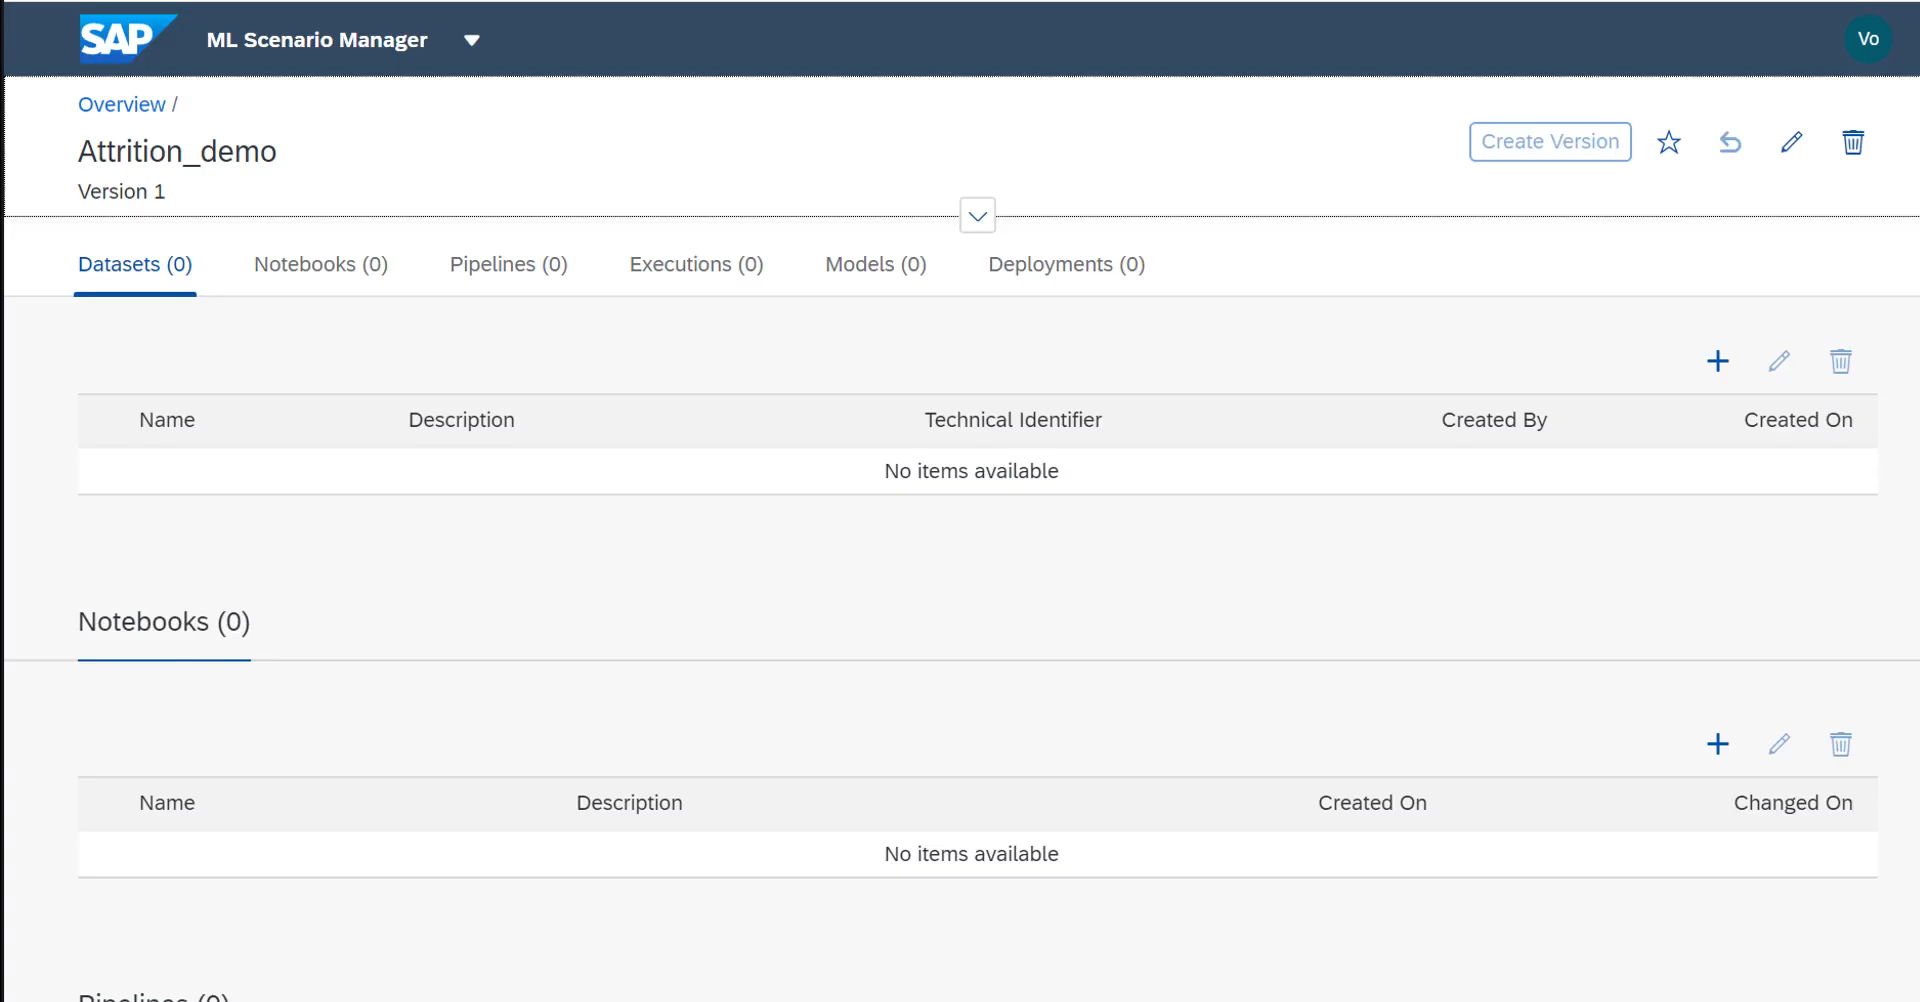 SAP ML Scenario Manager Vo
Overview /
Attrition_demo
Create Version
Version 1
Datasets (0) Notebooks (0) Pipelines (0) Executions (0) Models (0) Deployments (0)
Name Description Technical Identifier Created By Created On
No items available
Notebooks (0)
Name Description Created On Changed On
No items available
Pipelines (0)